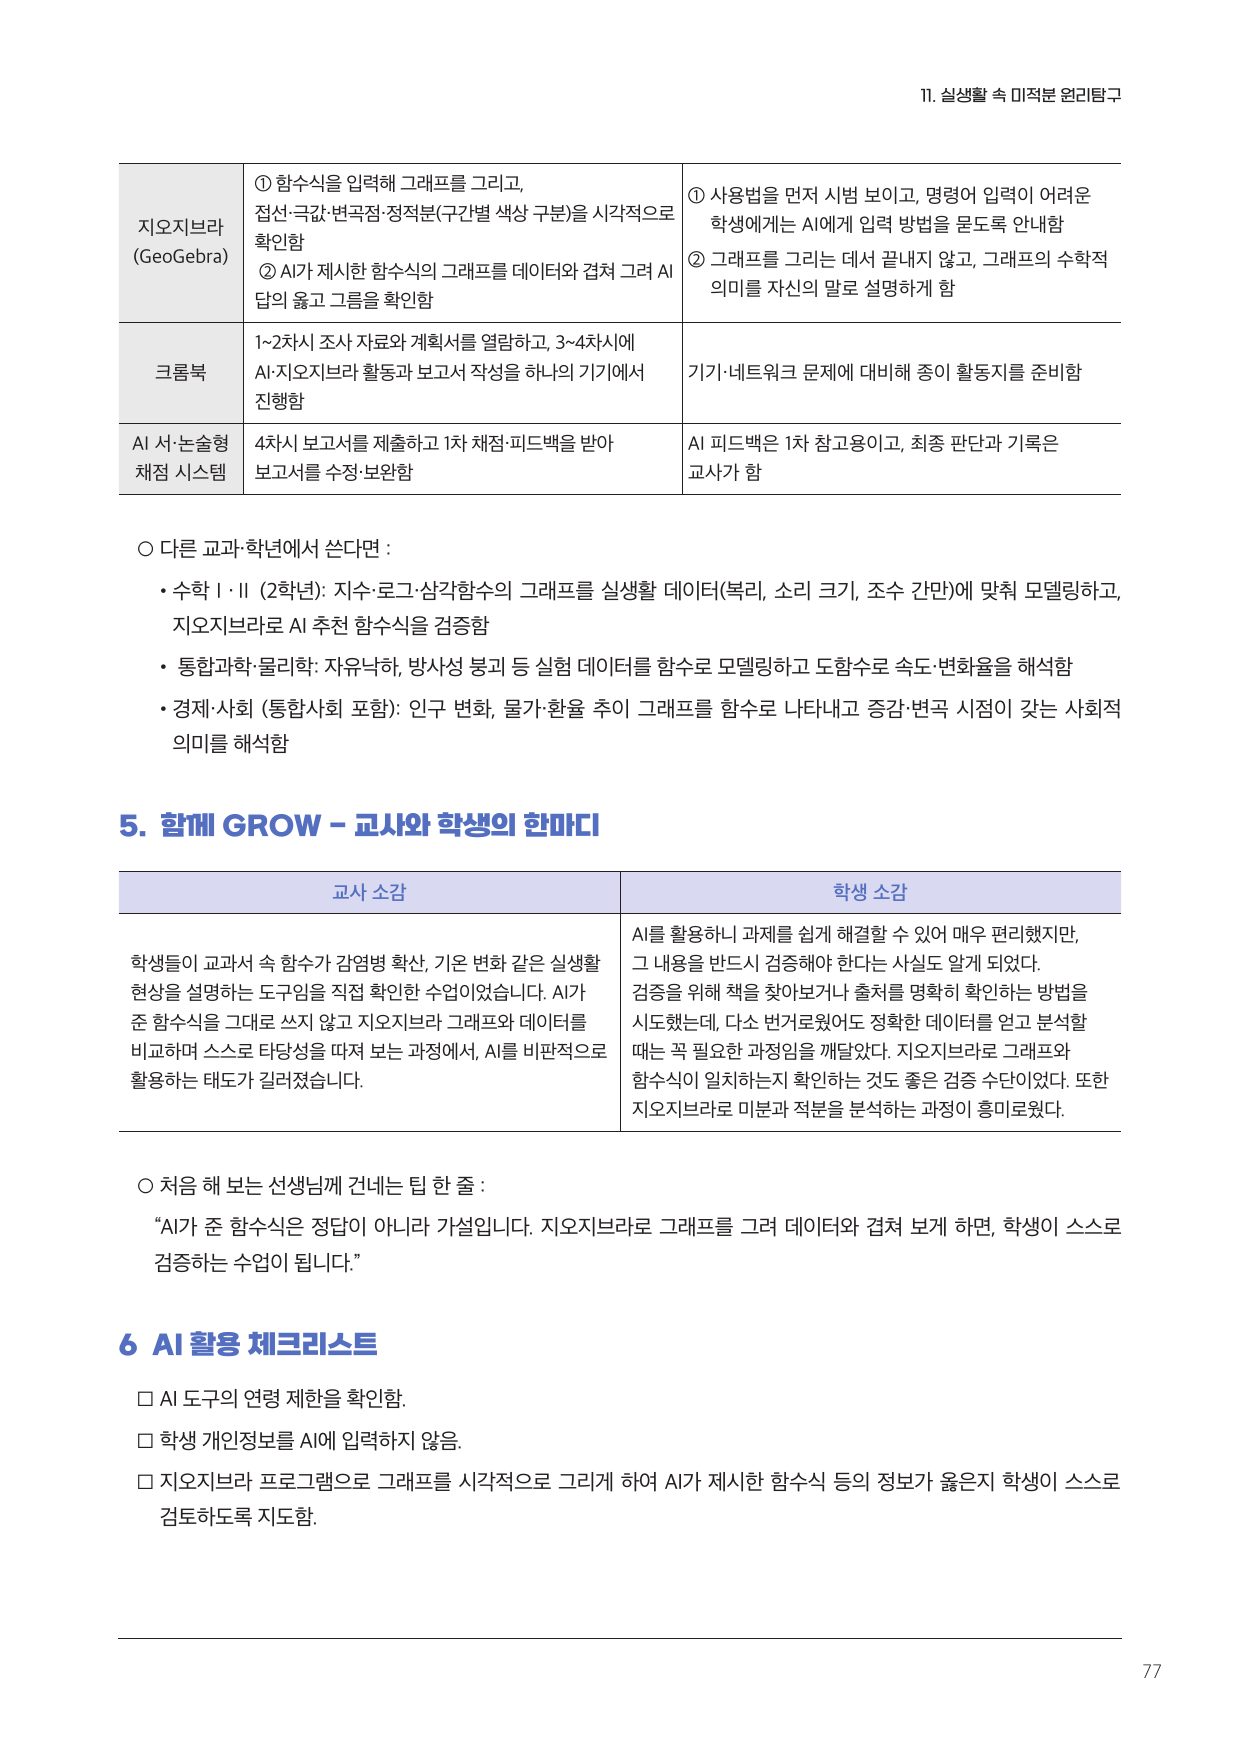 11. 실생활 속 미적분 원리탐구
지오지브라
(GeoGebra)
① 함수식을 입력해 그래프를 그리고,
접선·극값·변곡점·정적분(구간별 색상 구분)을 시각적으로
확인함
② AI가 제시한 함수식의 그래프를 데이터와 겹쳐 그려 AI
답의 옳고 그름을 확인함
① 사용법을 먼저 시범 보이고, 명령어 입력이 어려운
학생에게는 AI에게 입력 방법을 묻도록 안내함
② 그래프를 그리는 데서 끝내지 않고, 그래프의 수학적
의미를 자신의 말로 설명하게 함
크롬북
1~2차시 조사 자료와 계획서를 열람하고, 3~4차시에
AI·지오지브라 활동과 보고서 작성을 하나의 기기에서
진행함
기기·네트워크 문제에 대비해 종이 활동지를 준비함
AI 서·논술형
채점 시스템
4차시 보고서를 제출하고 1차 채점·피드백을 받아
보고서를 수정·보완함
AI 피드백은 1차 참고용이고, 최종 판단과 기록은
교사가 함
○ 다른 교과·학년에서 쓴다면 :
• 수학Ⅰ·Ⅱ (2학년): 지수·로그·삼각함수의 그래프를 실생활 데이터(복리, 소리 크기, 조수 간만)에 맞춰 모델링하고,
지오지브라로 AI 추천 함수식을 검증함
• 통합과학·물리학: 자유낙하, 방사성 붕괴 등 실험 데이터를 함수로 모델링하고 도함수로 속도·변화율을 해석함
• 경제·사회 (통합사회 포함): 인구 변화, 물가·환율 추이 그래프를 함수로 나타내고 증감·변곡 시점이 갖는 사회적
의미를 해석함
5. 함께 GROW – 교사와 학생의 한마디
교사 소감
학생 소감
학생들이 교과서 속 함수가 감염병 확산, 기온 변화 같은 실생활
현상을 설명하는 도구임을 직접 확인한 수업이었습니다. AI가
준 함수식을 그대로 쓰지 않고 지오지브라 그래프와 데이터를
비교하며 스스로 타당성을 따져 보는 과정에서, AI를 비판적으로
활용하는 태도가 길러졌습니다.
AI를 활용하니 과제를 쉽게 해결할 수 있어 매우 편리했지만,
그 내용을 반드시 검증해야 한다는 사실도 알게 되었다.
검증을 위해 책을 찾아보거나 출처를 명확히 확인하는 방법을
시도했는데, 다소 번거로웠어도 정확한 데이터를 얻고 분석할
때는 꼭 필요한 과정임을 깨달았다. 지오지브라로 그래프와
함수식이 일치하는지 확인하는 것도 좋은 검증 수단이었다. 또한
지오지브라로 미분과 적분을 분석하는 과정이 흥미로웠다.
○ 처음 해 보는 선생님께 건네는 팁 한 줄 :
“AI가 준 함수식은 정답이 아니라 가설입니다. 지오지브라로 그래프를 그려 데이터와 겹쳐 보게 하면, 학생이 스스로
검증하는 수업이 됩니다.”
6 AI 활용 체크리스트
□ AI 도구의 연령 제한을 확인함.
□ 학생 개인정보를 AI에 입력하지 않음.
□ 지오지브라 프로그램으로 그래프를 시각적으로 그리게 하여 AI가 제시한 함수식 등의 정보가 옳은지 학생이 스스로
검토하도록 지도함.
77